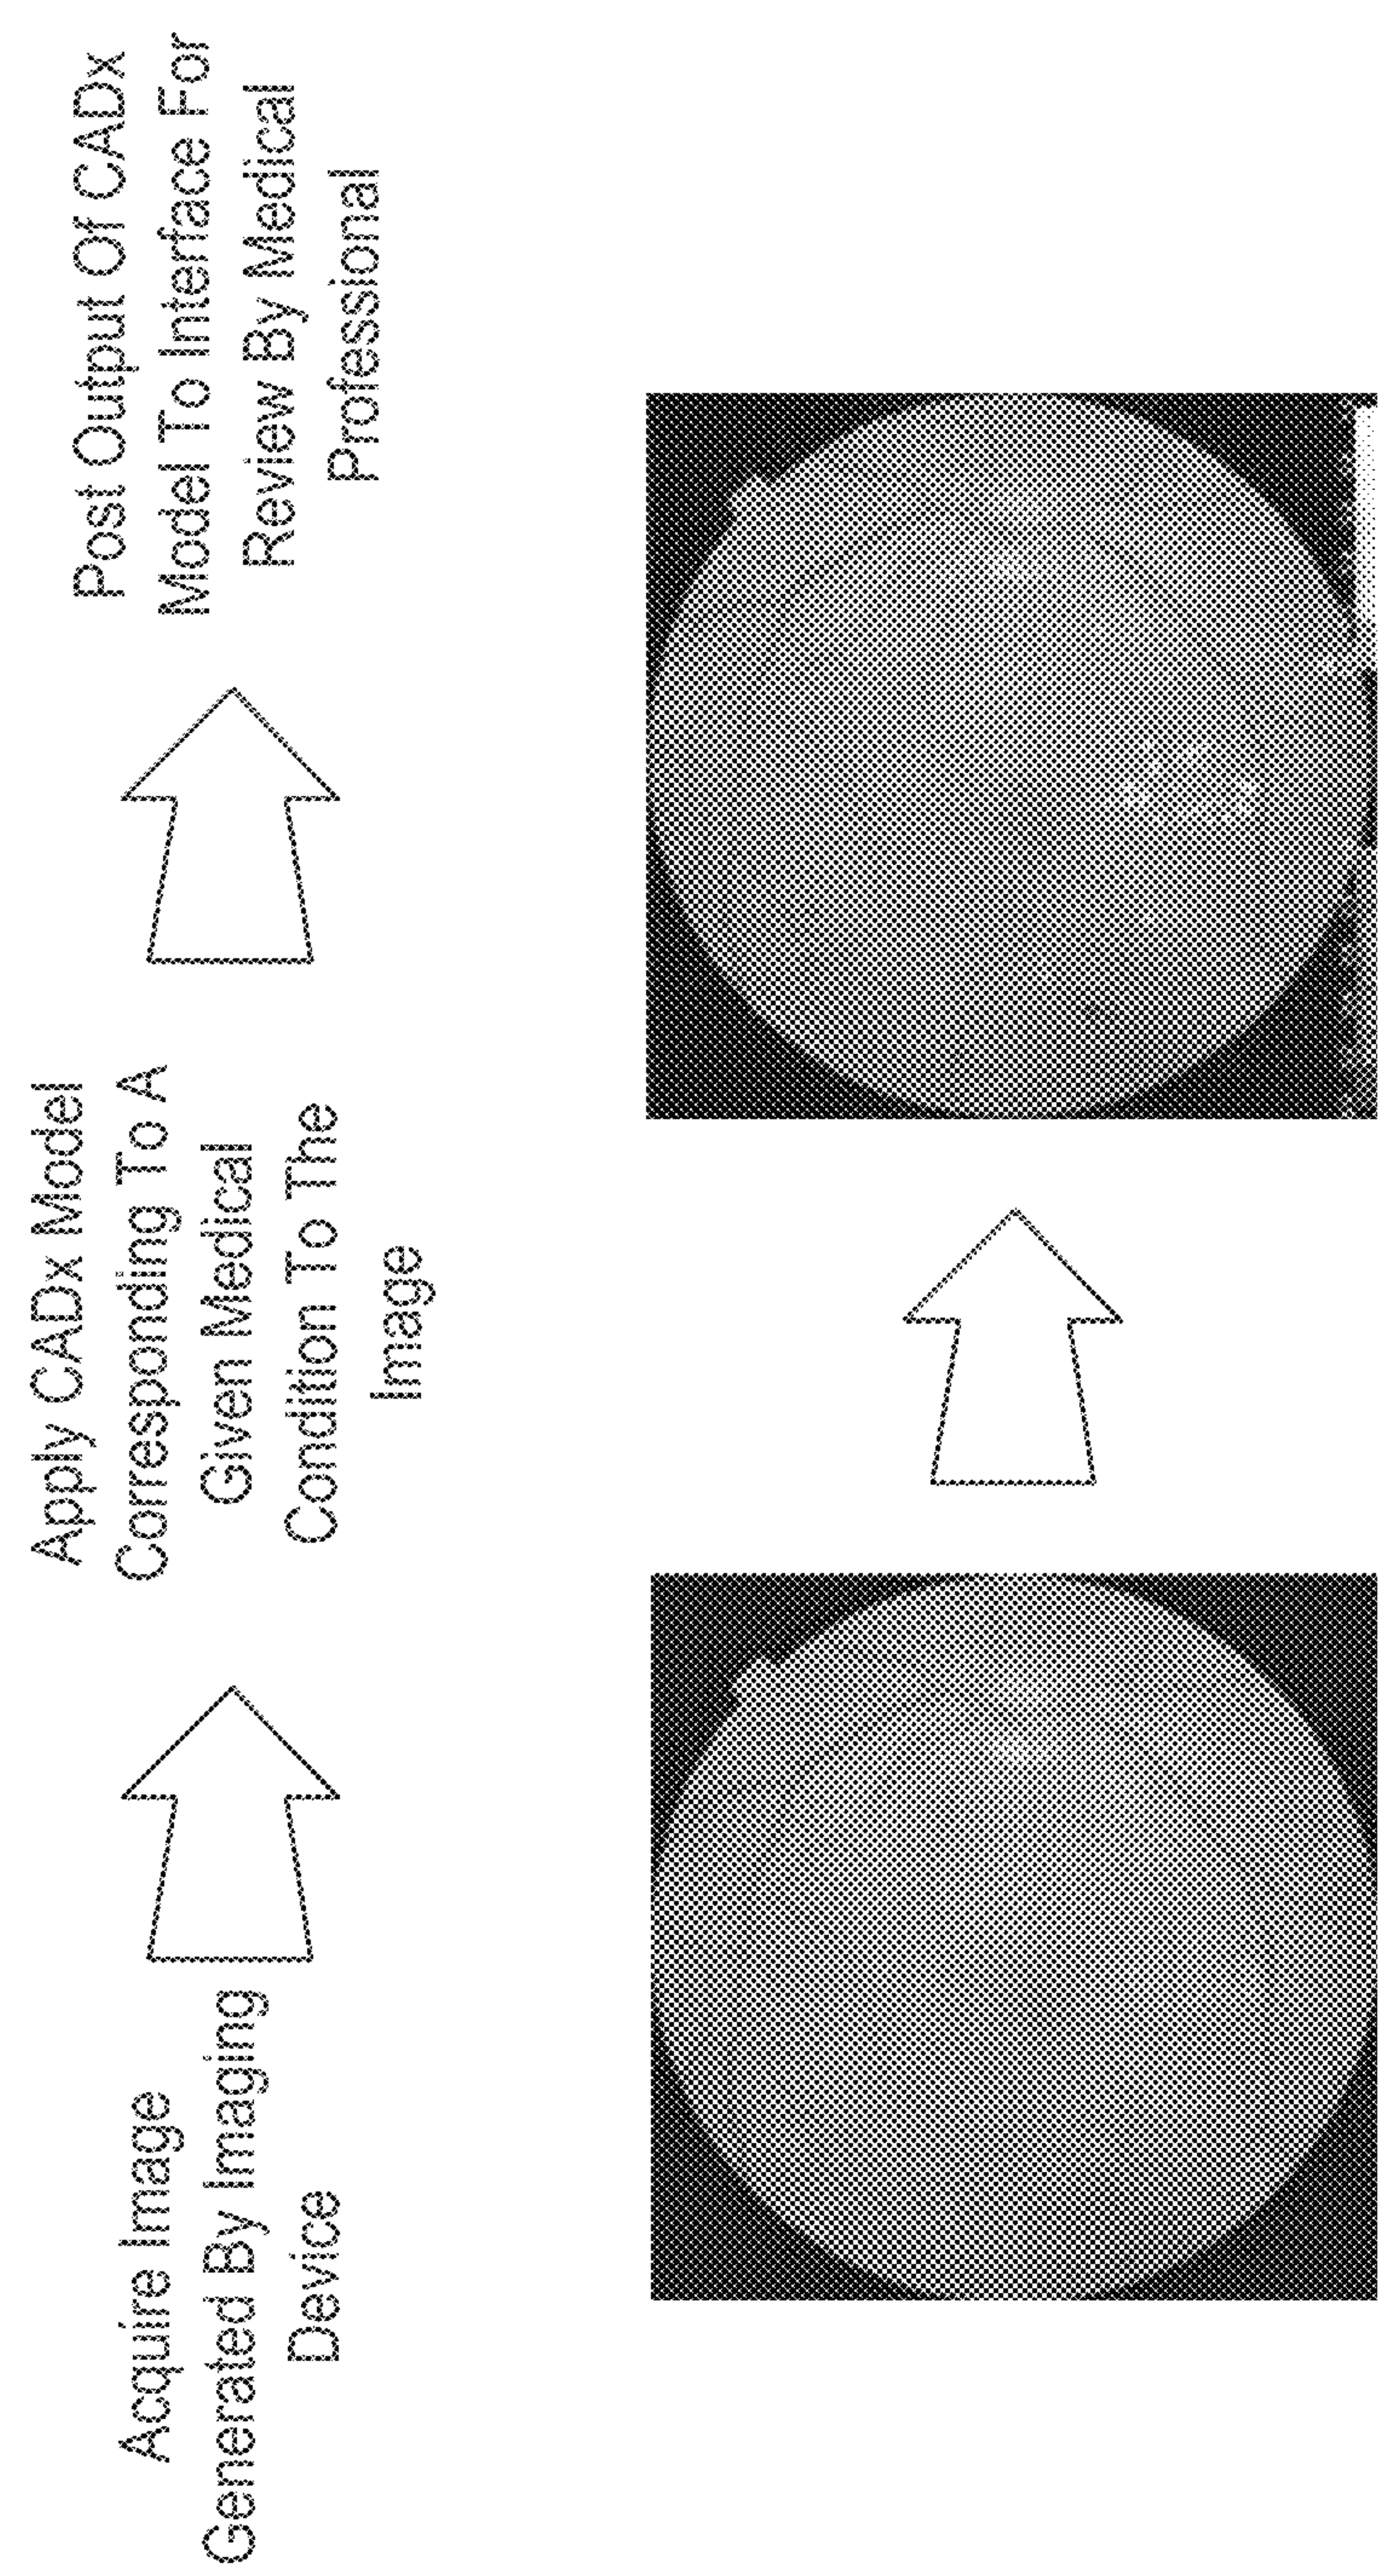 Acquire Image
Generated By Imaging
Device
Apply CADx Model
Corresponding To A
Given Medical
Condition To The
Image
Post Output Of CADx
Model To Interface For
Review By Medical
Professional